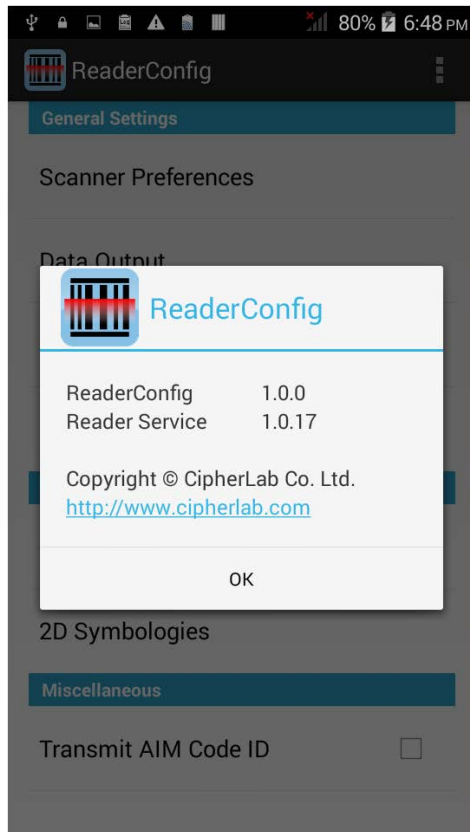 80% 6:48 PM
ReaderConfig
General Settings
Scanner Preferences
Data Output
ReaderConfig
ReaderConfig 1.0.0
Reader Service 1.0.17
Copyright © CipherLab Co. Ltd.
http://www.cipherlab.com
OK
2D Symbologies
Miscellaneous
Transmit AIM Code ID